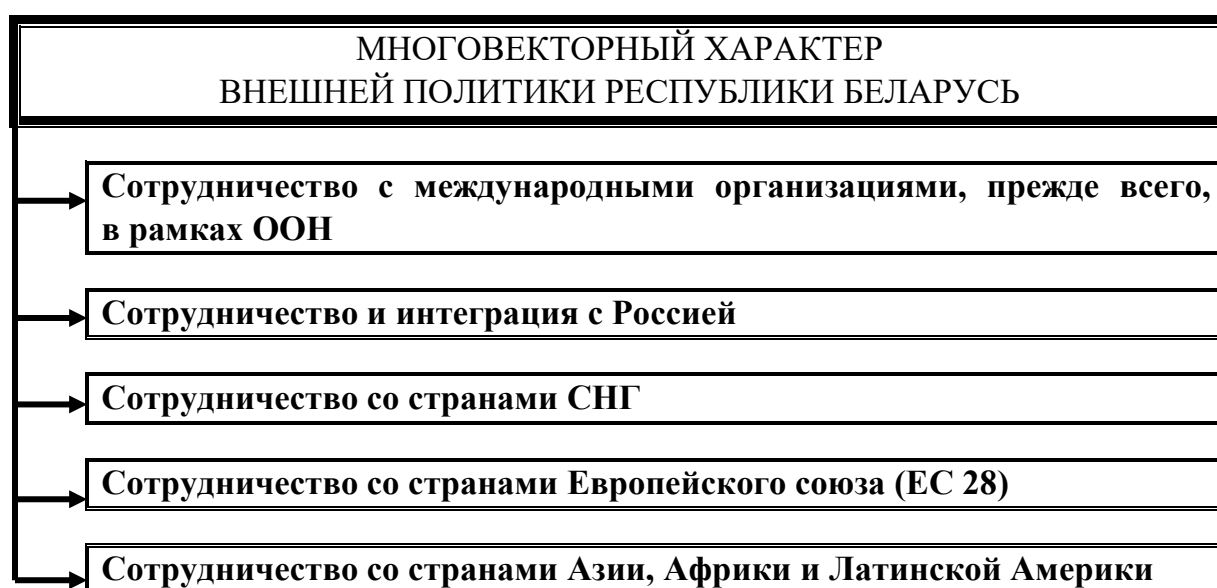 МНОГОВЕКТОРНЫЙ ХАРАКТЕР
ВНЕШНЕЙ ПОЛИТИКИ РЕСПУБЛИКИ БЕЛАРУСЬ
Сотрудничество с международными организациями, прежде всего,
в рамках ООН
Сотрудничество и интеграция с Россией
Сотрудничество со странами СНГ
Сотрудничество со странами Европейского союза (ЕС 28)
Сотрудничество со странами Азии, Африки и Латинской Америки